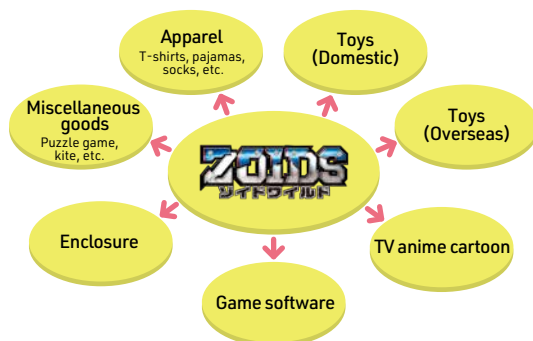 Apparel
T-shirts, pajamas,
socks, etc.
Toys
(Domestic)
Miscellaneous
goods
Puzzle game,
kite, etc.
Toys
(Overseas)
ZOIDS
ゾイドワイルド
Enclosure
TV anime cartoon
Game software